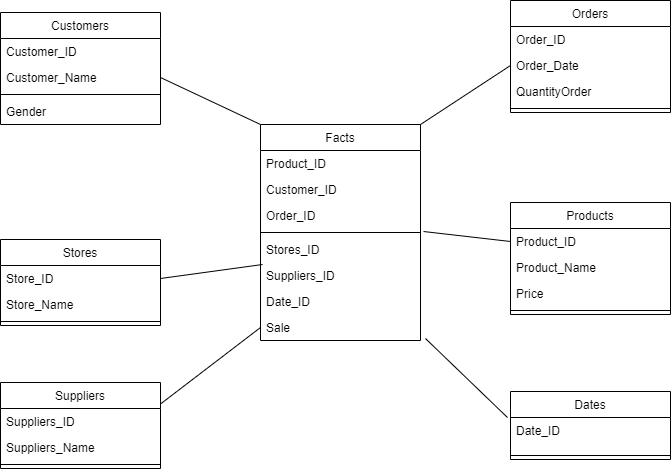 Customers
Customer_ID
Customer_Name
Gender
Orders
Order_ID
Order_Date
QuantityOrder
Facts
Product_ID
Customer_ID
Order_ID
Stores_ID
Suppliers_ID
Date_ID
Sale
Products
Product_ID
Product_Name
Price
Stores
Store_ID
Store_Name
Suppliers
Suppliers_ID
Suppliers_Name
Dates
Date_ID